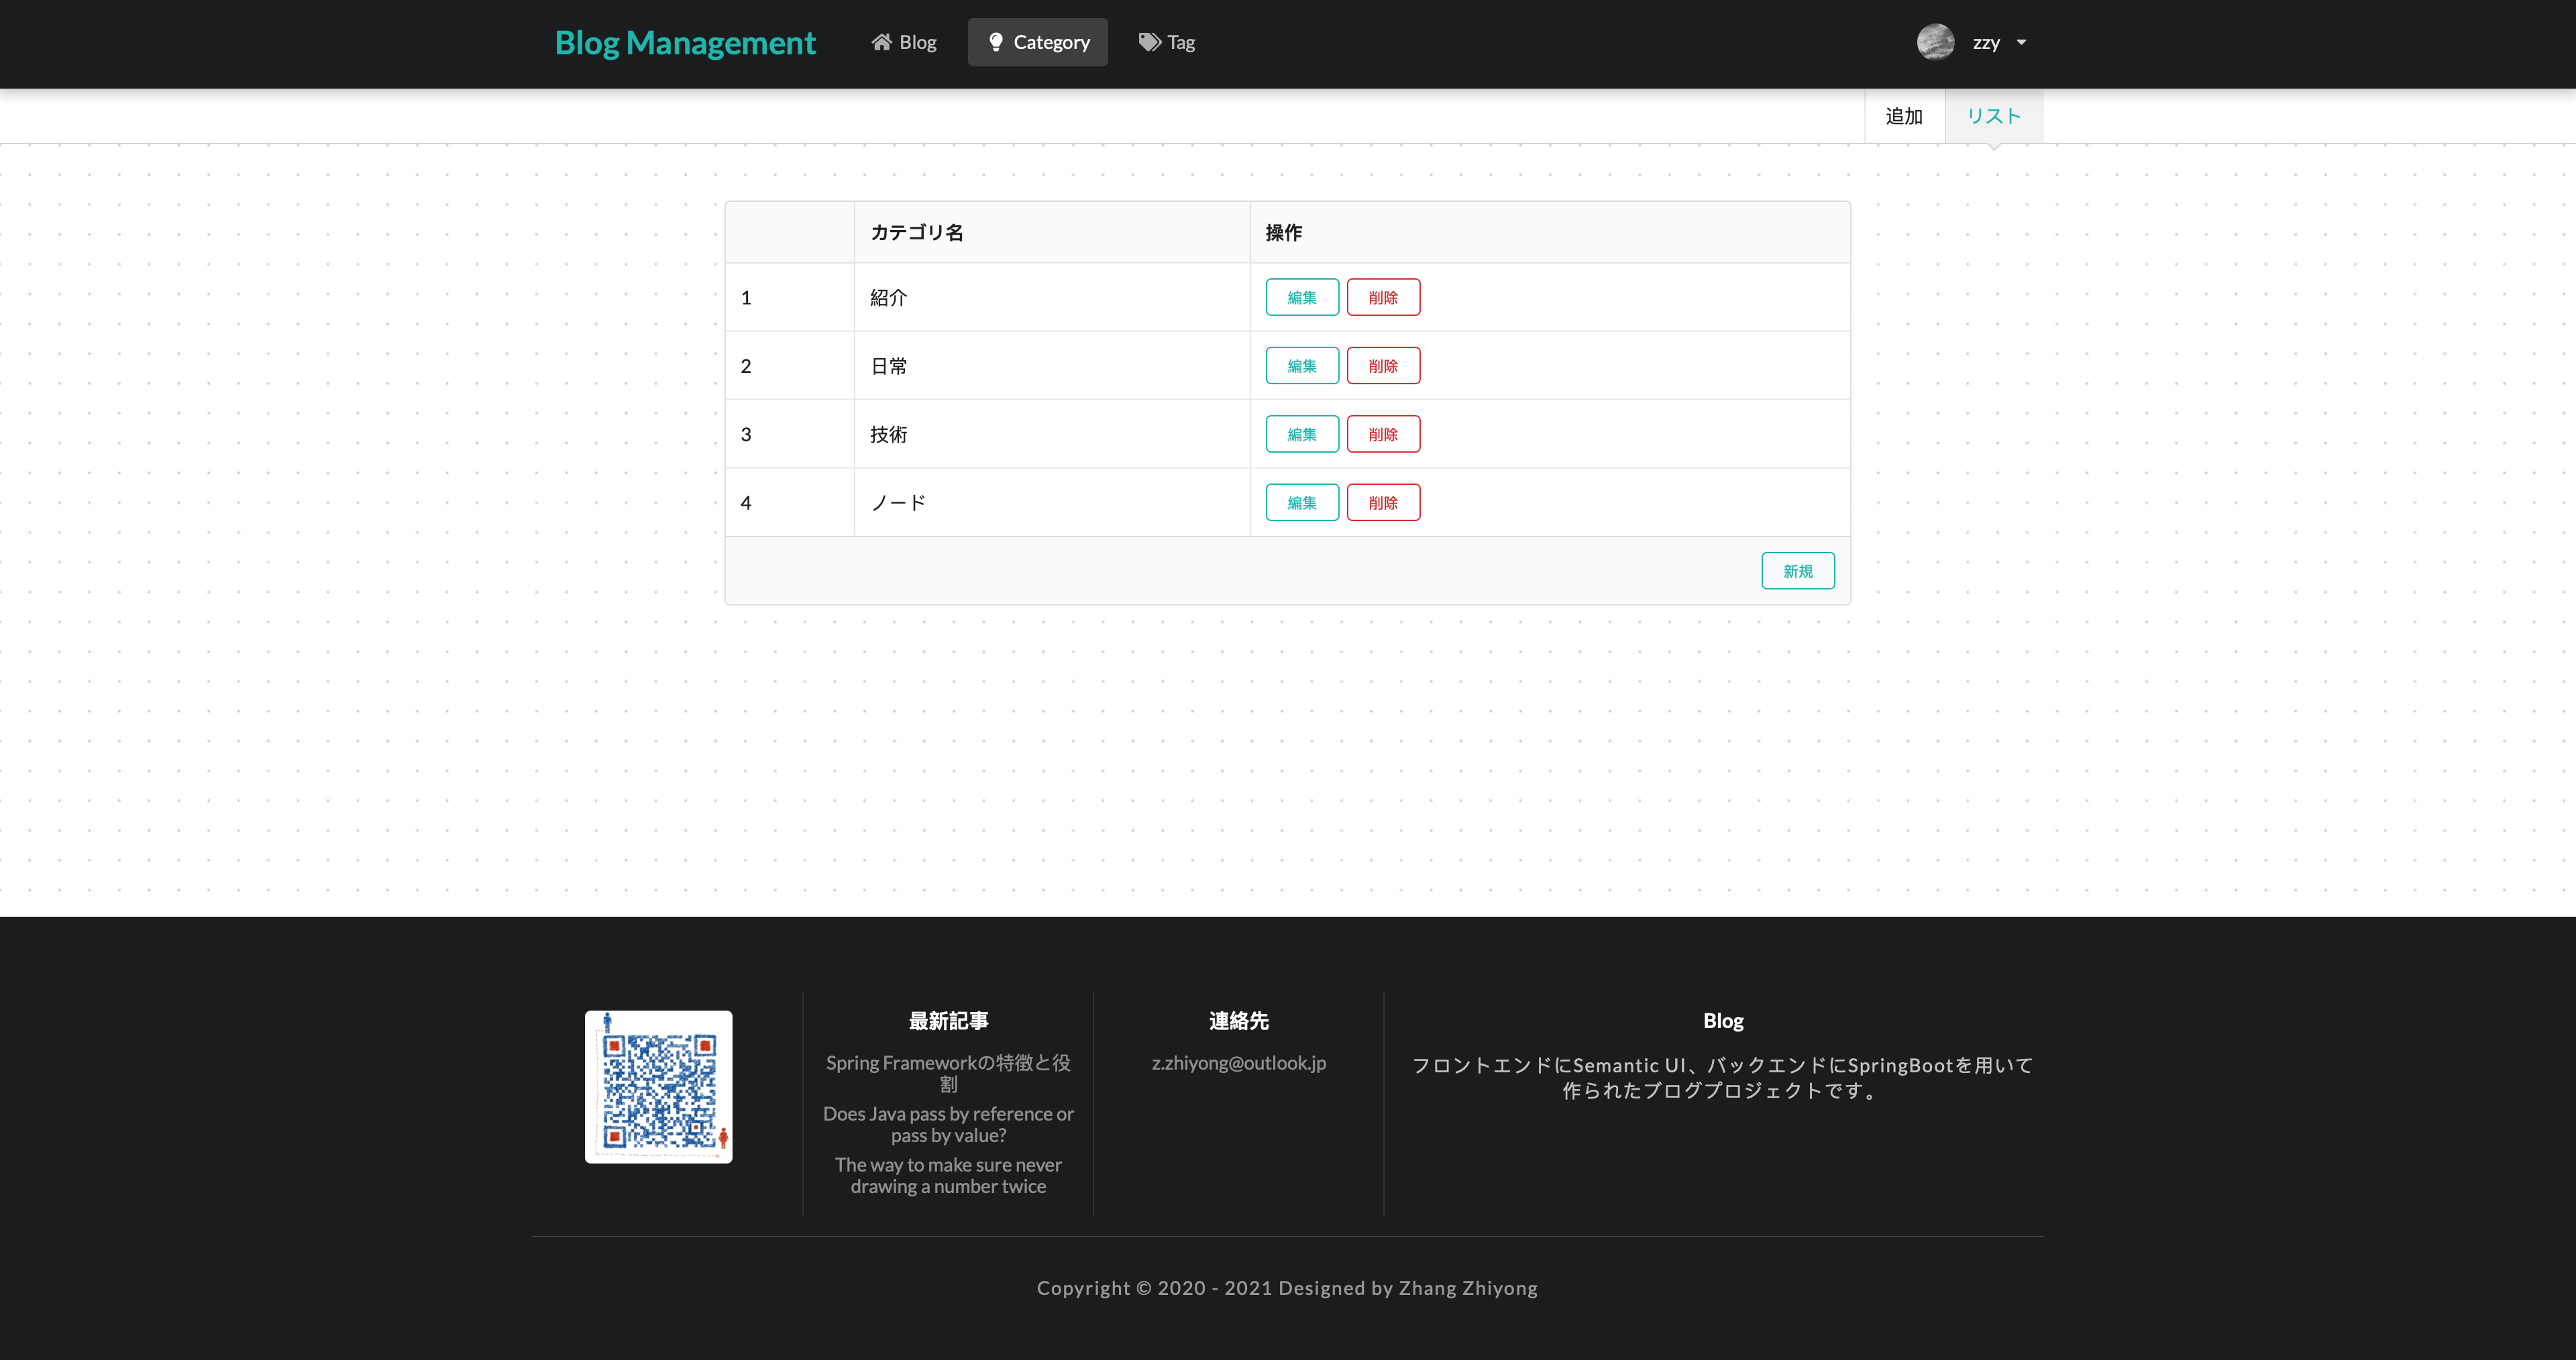 Blog Management
Blog
Category
Tag
zzy
追加
リスト
カテゴリ名
操作
1
紹介
編集
削除
2
日常
編集
削除
3
技術
編集
削除
4
ノード
編集
削除
新規
最新記事
Spring Frameworkの特徴と役
割
Does Java pass by reference or
pass by value?
The way to make sure never
drawing a number twice
連絡先
z.zhiyong@outlook.jp
Blog
フロントエンドにSemantic UI、バックエンドにSpringBootを用いて
作られたブログプロジェクトです。
Copyright © 2020 - 2021 Designed by Zhang Zhiyong